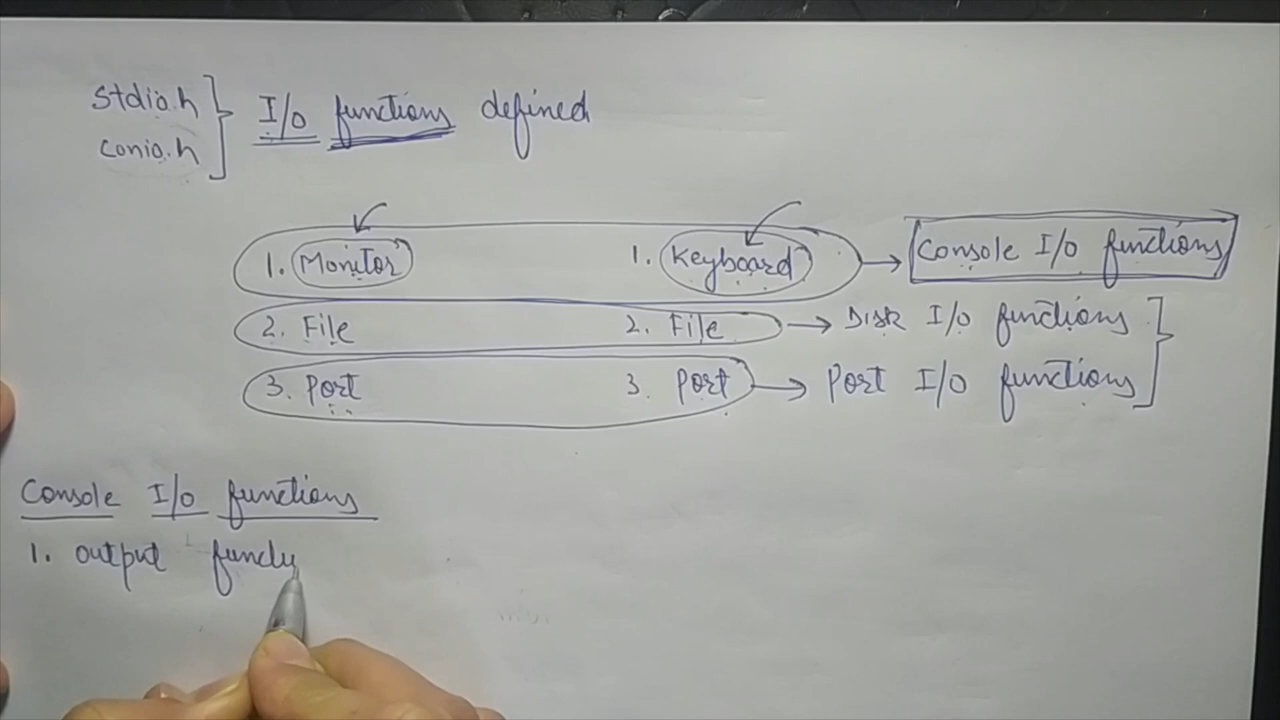 stdio.h
conio.h
I/O functions defined
1. Monitor 1. Keyboard → Console I/O functions
2. File 2. File → Disk I/O functions
3. Port 3. Port → Port I/O functions
Console I/O functions
1. output functi